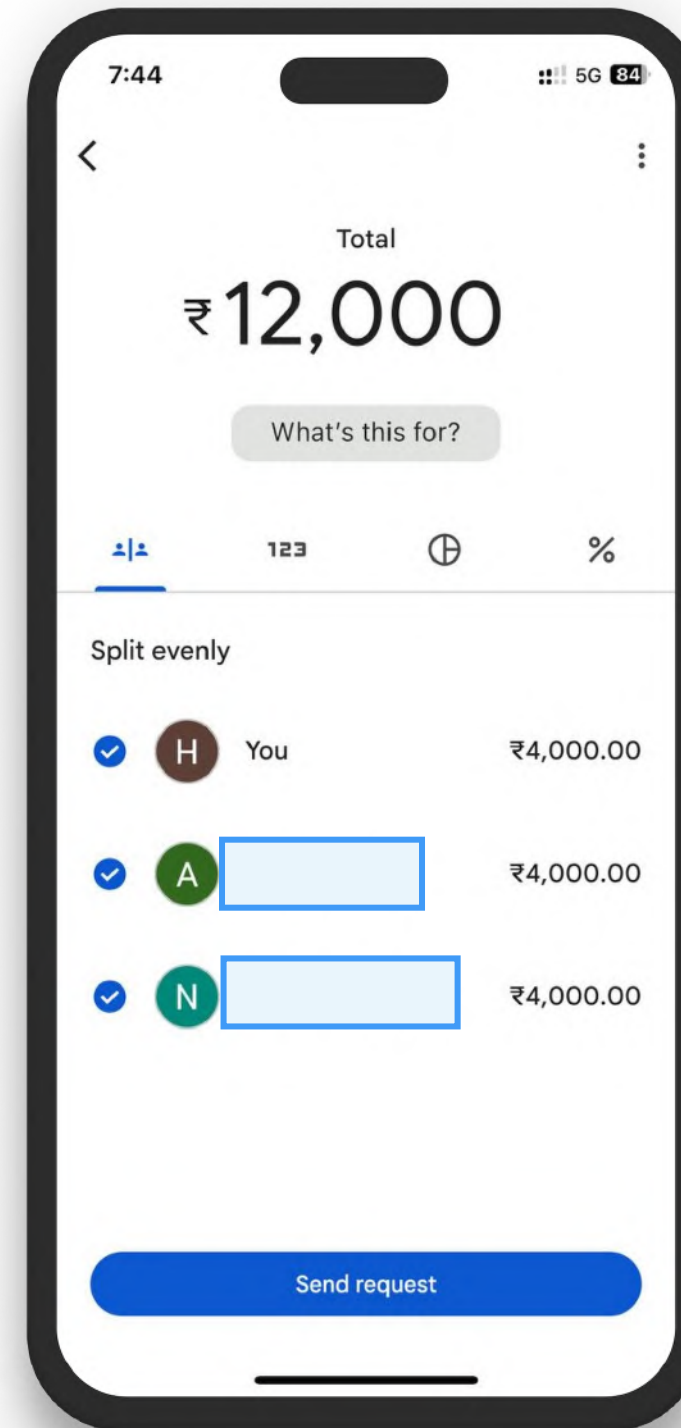 7:44 5G 84
Total
₹12,000
What's this for?
123 %
Split evenly
H You ₹4,000.00
A ₹4,000.00
N ₹4,000.00
Send request